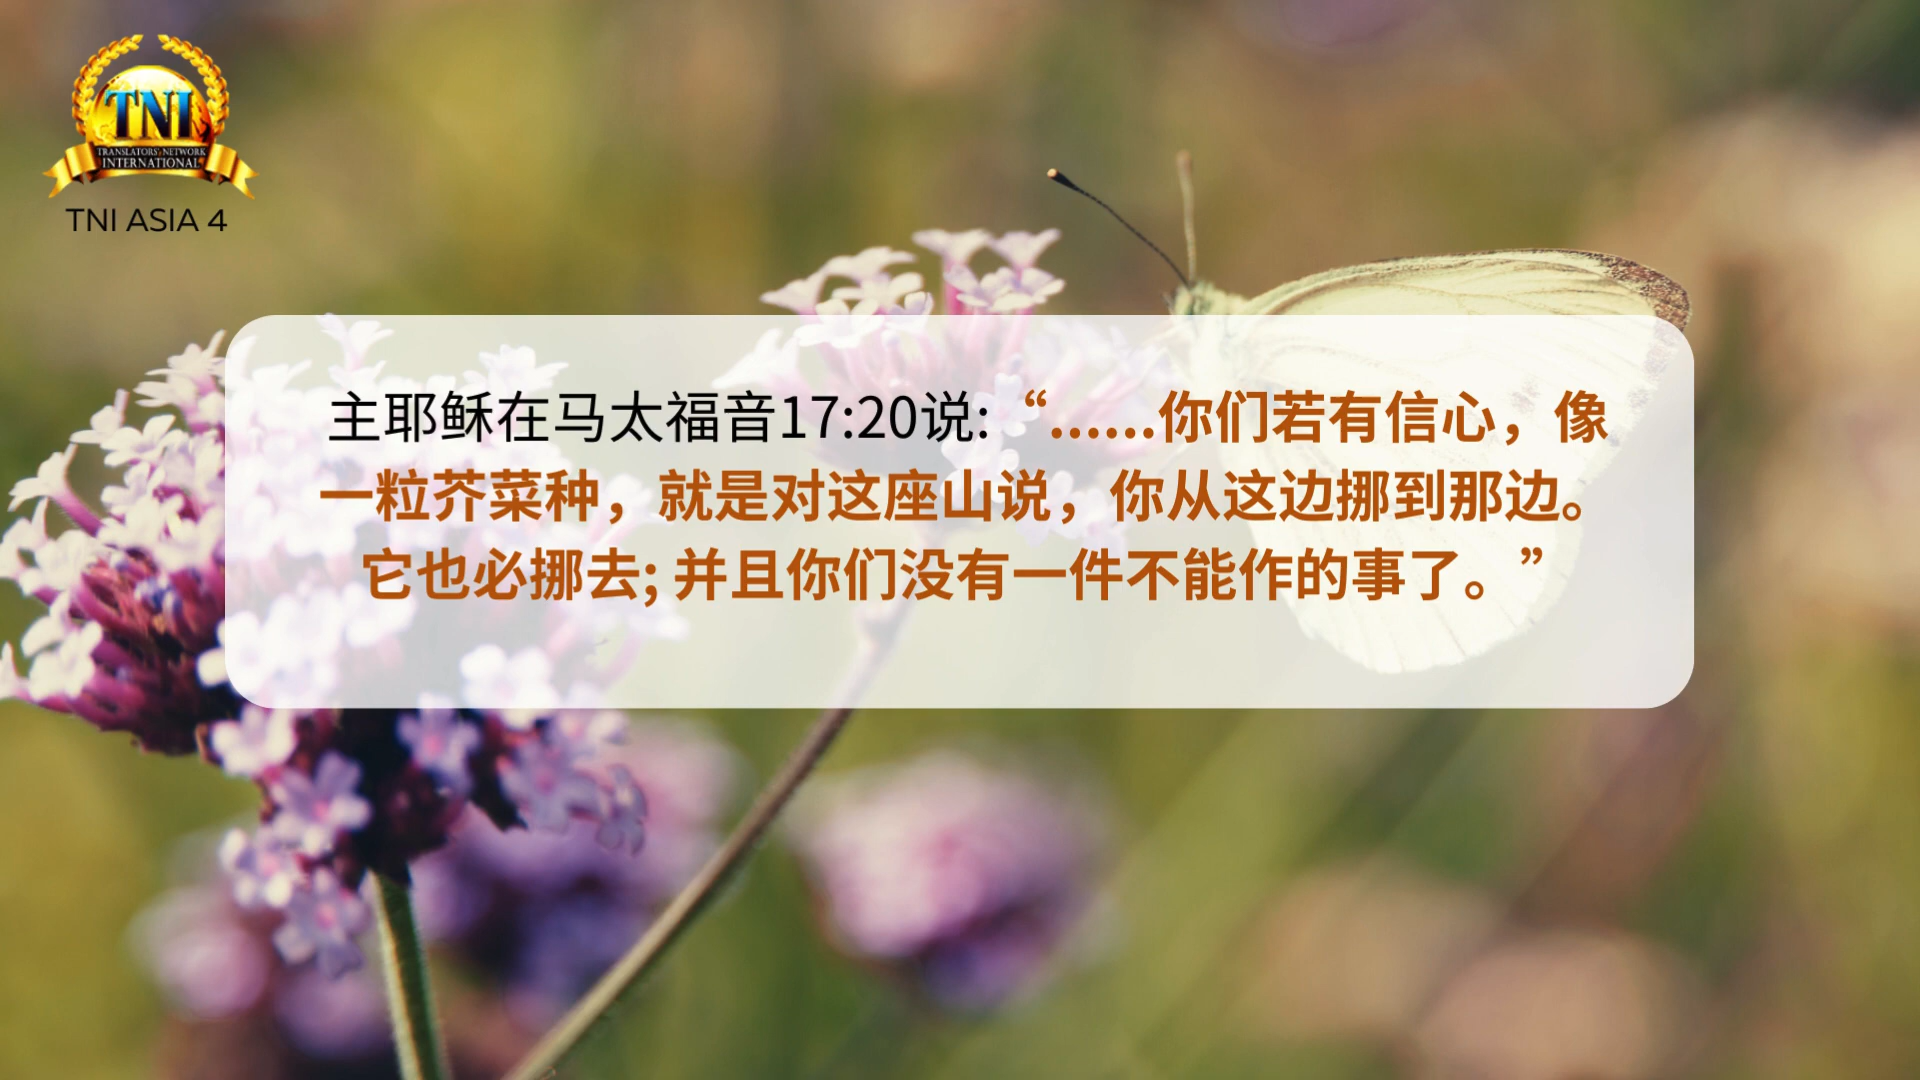 TNI
TRANSLATORS' NETWORK
INTERNATIONAL
TNI ASIA 4
主耶稣在马太福音17:20说:“......你们若有信心，像
一粒芥菜种，就是对这座山说，你从这边挪到那边。
它也必挪去; 并且你们没有一件不能作的事了。”